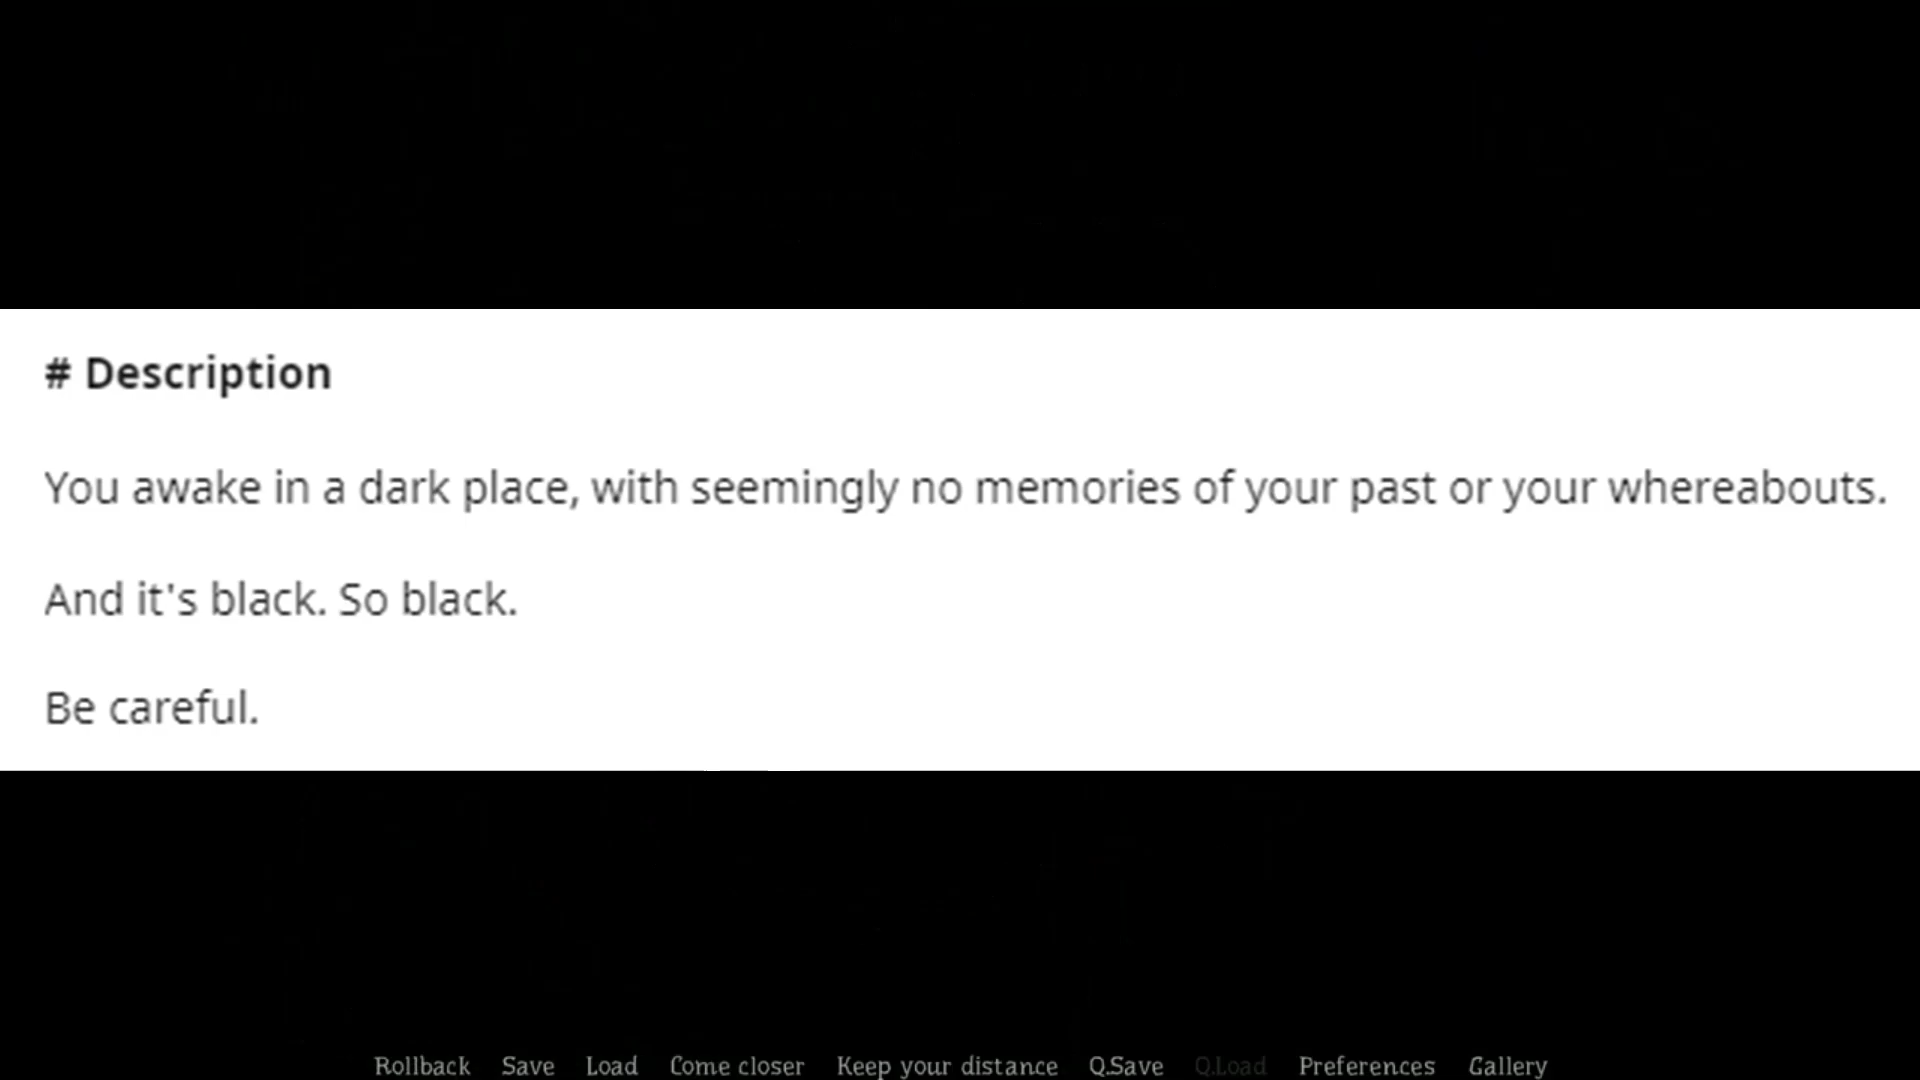 # Description
You awake in a dark place, with seemingly no memories of your past or your whereabouts.
And it's black. So black.
Be careful.
Rollback Save Load Come closer Keep your distance Q.Save Q.Load Preferences Gallery